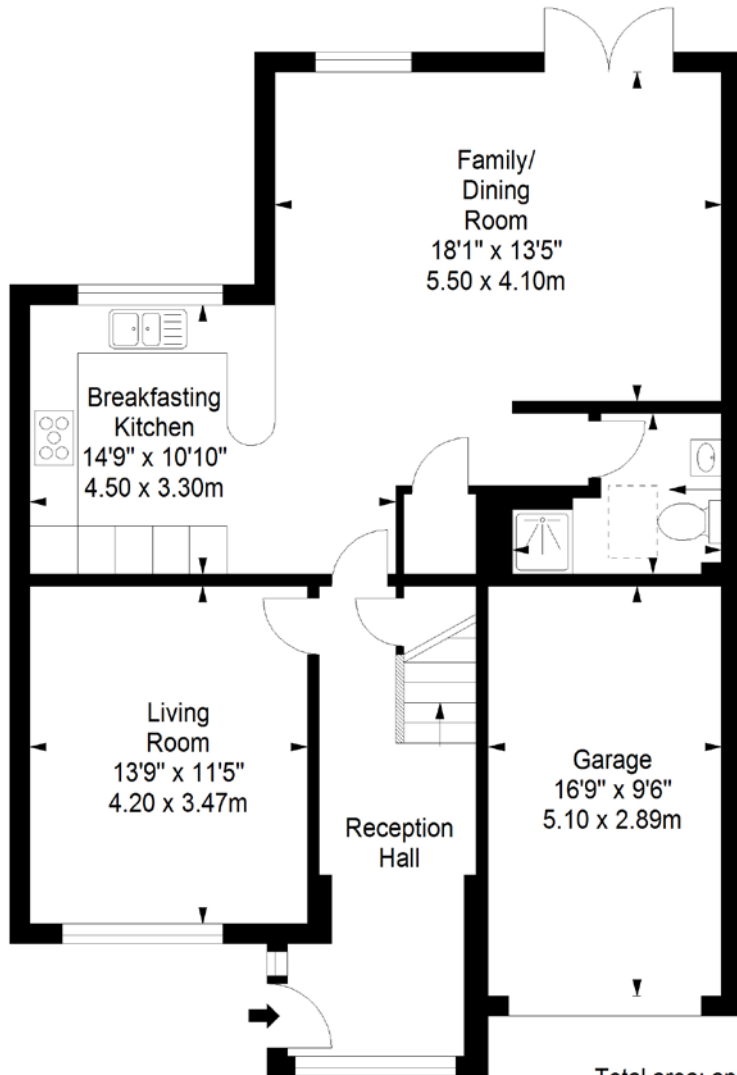 Family/
Dining
Room
18'1" x 13'5"
5.50 x 4.10m
Breakfasting
Kitchen
14'9" x 10'10"
4.50 x 3.30m
Living
Room
13'9" x 11'5"
4.20 x 3.47m
Reception
Hall
Garage
16'9" x 9'6"
5.10 x 2.89m